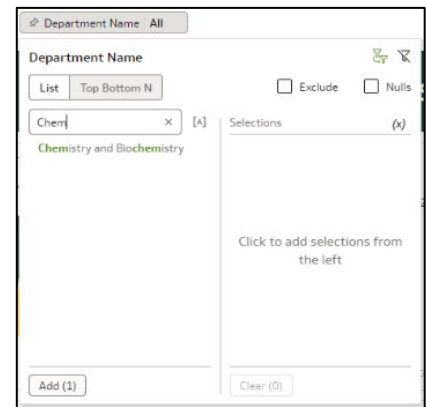 Department Name All
Department Name
List Top Bottom N Exclude Nulls
Chem × [A] Selections (x)
Chemistry and Biochemistry
Click to add selections from
the left
Add (1) Clear (0)